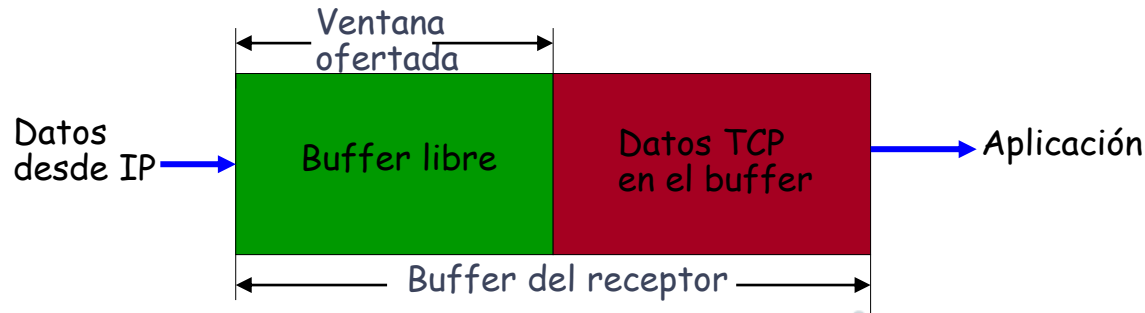 Ventana
ofertada
Datos
desde IP
Buffer libre
Datos TCP
en el buffer
Aplicación
Buffer del receptor